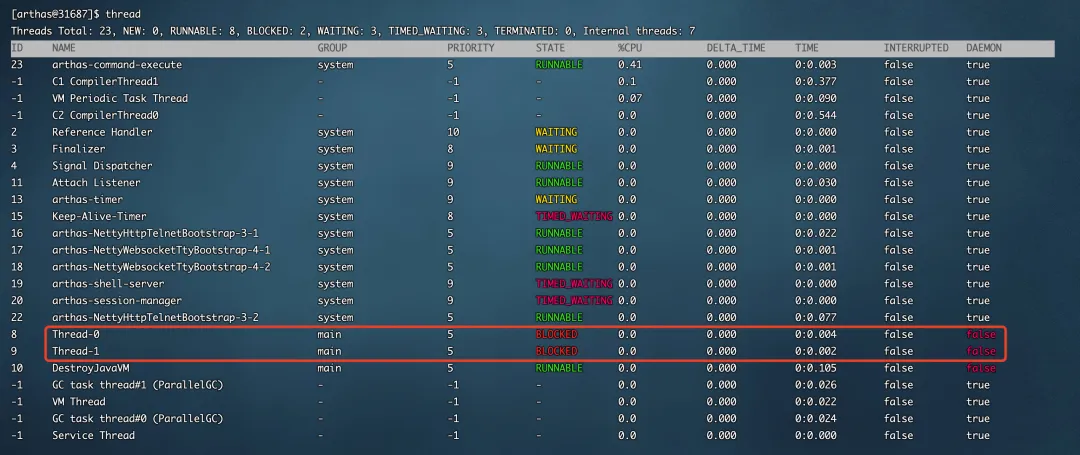 [arthas@31687]$ thread
Threads Total: 23, NEW: 0, RUNNABLE: 8, BLOCKED: 2, WAITING: 3, TIMED_WAITING: 3, TERMINATED: 0, Internal threads: 7
ID NAME GROUP PRIORITY STATE %CPU DELTA_TIME TIME INTERRUPTED DAEMON
23 arthas-command-execute system 5 RUNNABLE 0.41 0.000 0:0.003 false true
-1 C1 CompilerThread1 - -1 - 0.1 0.000 0:0.377 false true
-1 VM Periodic Task Thread - -1 - 0.07 0.000 0:0.090 false true
-1 C2 CompilerThread0 - -1 - 0.0 0.000 0:0.544 false true
2 Reference Handler system 10 WAITING 0.0 0.000 0:0.000 false true
3 Finalizer system 8 WAITING 0.0 0.000 0:0.001 false true
4 Signal Dispatcher system 9 RUNNABLE 0.0 0.000 0:0.000 false true
11 Attach Listener system 9 RUNNABLE 0.0 0.000 0:0.030 false true
13 arthas-timer system 9 WAITING 0.0 0.000 0:0.000 false true
15 Keep-Alive-Timer system 8 TIMED_WAITING 0.0 0.000 0:0.000 false true
16 arthas-NettyHttpTelnetBootstrap-3-1 system 5 RUNNABLE 0.0 0.000 0:0.022 false true
17 arthas-NettyWebsocketTtyBootstrap-4-1 system 5 RUNNABLE 0.0 0.000 0:0.001 false true
18 arthas-NettyWebsocketTtyBootstrap-4-2 system 5 RUNNABLE 0.0 0.000 0:0.001 false true
19 arthas-shell-server system 9 TIMED_WAITING 0.0 0.000 0:0.000 false true
20 arthas-session-manager system 9 TIMED_WAITING 0.0 0.000 0:0.000 false true
22 arthas-NettyHttpTelnetBootstrap-3-2 system 5 RUNNABLE 0.0 0.000 0:0.077 false true
8 Thread-0 main 5 BLOCKED 0.0 0.000 0:0.004 false false
9 Thread-1 main 5 BLOCKED 0.0 0.000 0:0.002 false false
10 DestroyJavaVM main 5 RUNNABLE 0.0 0.000 0:0.105 false false
-1 GC task thread#1 (ParallelGC) - -1 - 0.0 0.000 0:0.026 false true
-1 VM Thread - -1 - 0.0 0.000 0:0.022 false true
-1 GC task thread#0 (ParallelGC) - -1 - 0.0 0.000 0:0.024 false true
-1 Service Thread - -1 - 0.0 0.000 0:0.000 false true